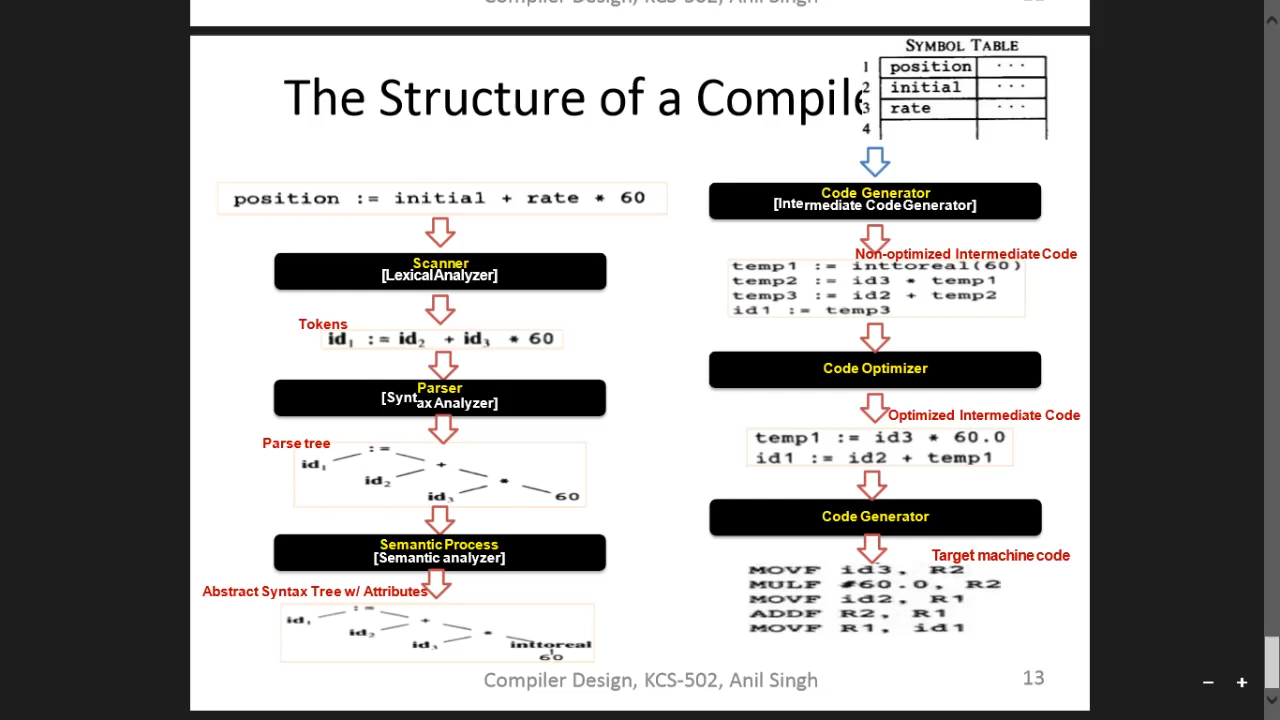 Compiler Design, KCS-502, Anil Singh
The Structure of a Compile
SYMBOL TABLE
1 position ...
2 initial ...
3 rate ...
4
position := initial + rate * 60
Scanner
[LexicalAnalyzer]
Tokens
id1 := id2 + id3 * 60
Parser
[Syntax Analyzer]
Parse tree
:=
id1 +
id2 *
id3 60
Semantic Process
[Semantic analyzer]
Abstract Syntax Tree w/ Attributes
:=
id1 +
id2 *
id3 inttoreal
60
Code Generator
[Intermediate Code Generator]
Non-optimized Intermediate Code
temp1 := inttoreal(60)
temp2 := id3 * temp1
temp3 := id2 + temp2
id1 := temp3
Code Optimizer
Optimized Intermediate Code
temp1 := id3 * 60.0
id1 := id2 + temp1
Code Generator
Target machine code
MOVF id3, R2
MULF #60.0, R2
MOVF id2, R1
ADDF R2, R1
MOVF R1, id1
Compiler Design, KCS-502, Anil Singh
13